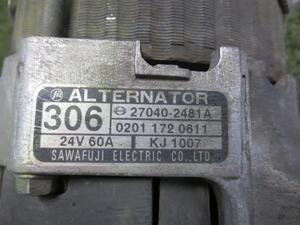 ALTERNATOR
306
27040-2481A
0201 172 0611
24V 60A KJ 1007
SAWAFUJI ELECTRIC CO.,LTD.